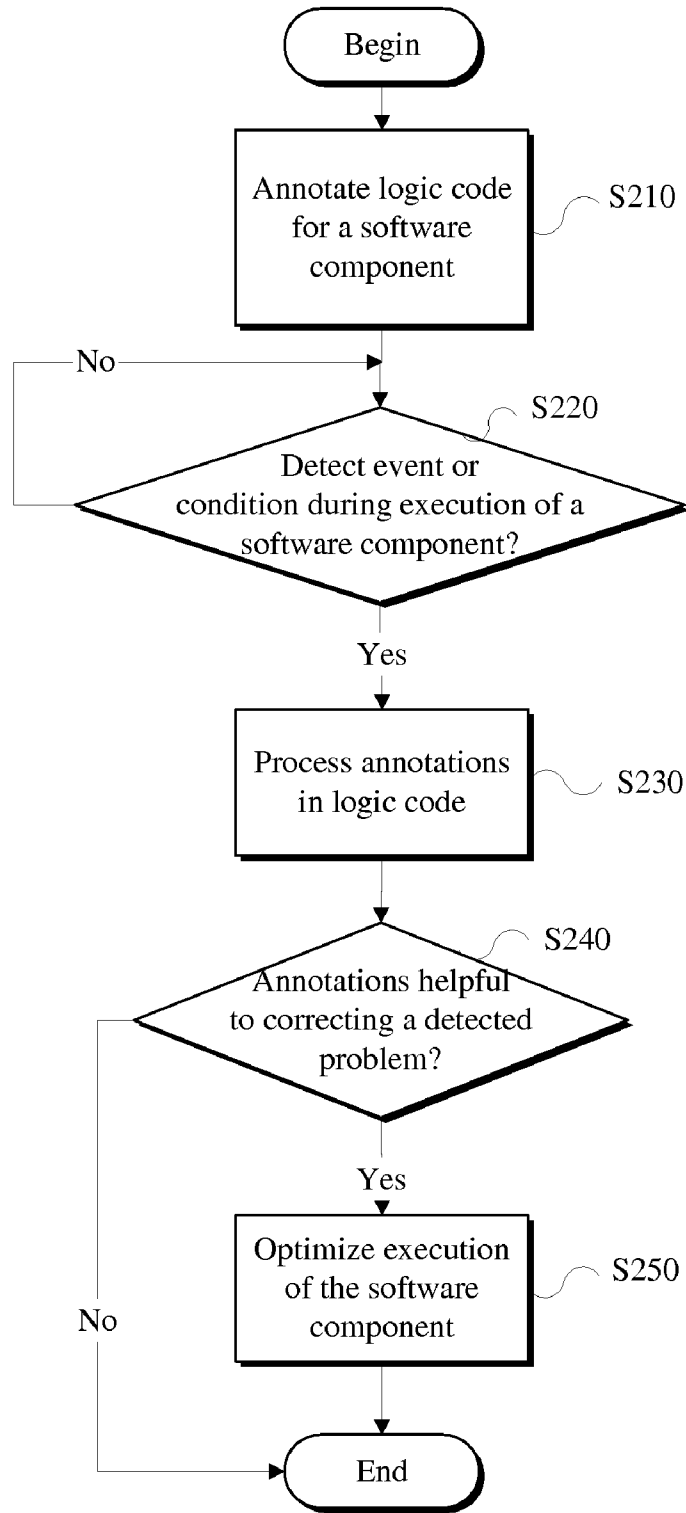 Begin
Annotate logic code
for a software
component
S210
No
S220
Detect event or
condition during execution of a
software component?
Yes
Process annotations
in logic code
S230
S240
Annotations helpful
to correcting a detected
problem?
Yes
Optimize execution
of the software
component
S250
No
End